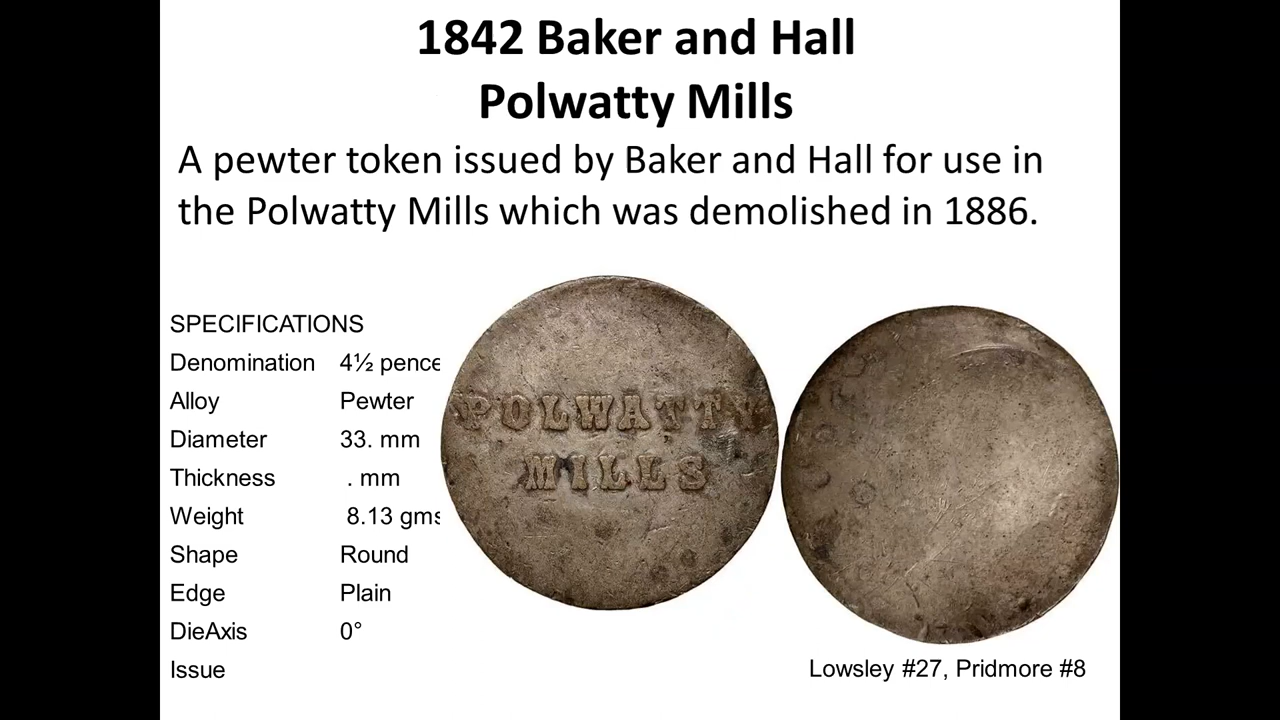 1842 Baker and Hall
Polwatty Mills
A pewter token issued by Baker and Hall for use in
the Polwatty Mills which was demolished in 1886.
SPECIFICATIONS
Denomination 4½ pence
Alloy Pewter
Diameter 33. mm
Thickness . mm
Weight 8.13 gms
Shape Round
Edge Plain
DieAxis 0°
Issue
POLWATTY
MILLS
Lowsley #27, Pridmore #8